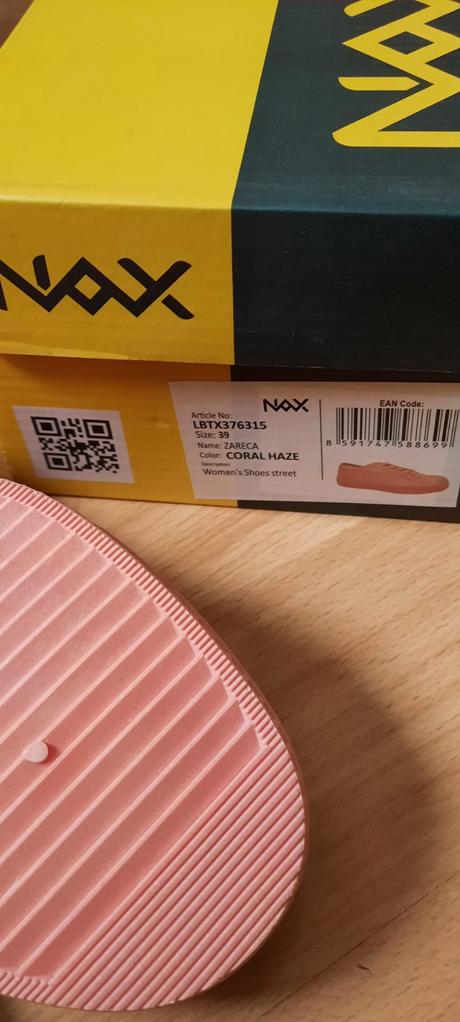 NAX
NAX
NAX
Article No:
LBTX376315
Size: 39
Name: ZARECA
Color: CORAL HAZE
Description:
Women's Shoes street
EAN Code:
8 591747 588699